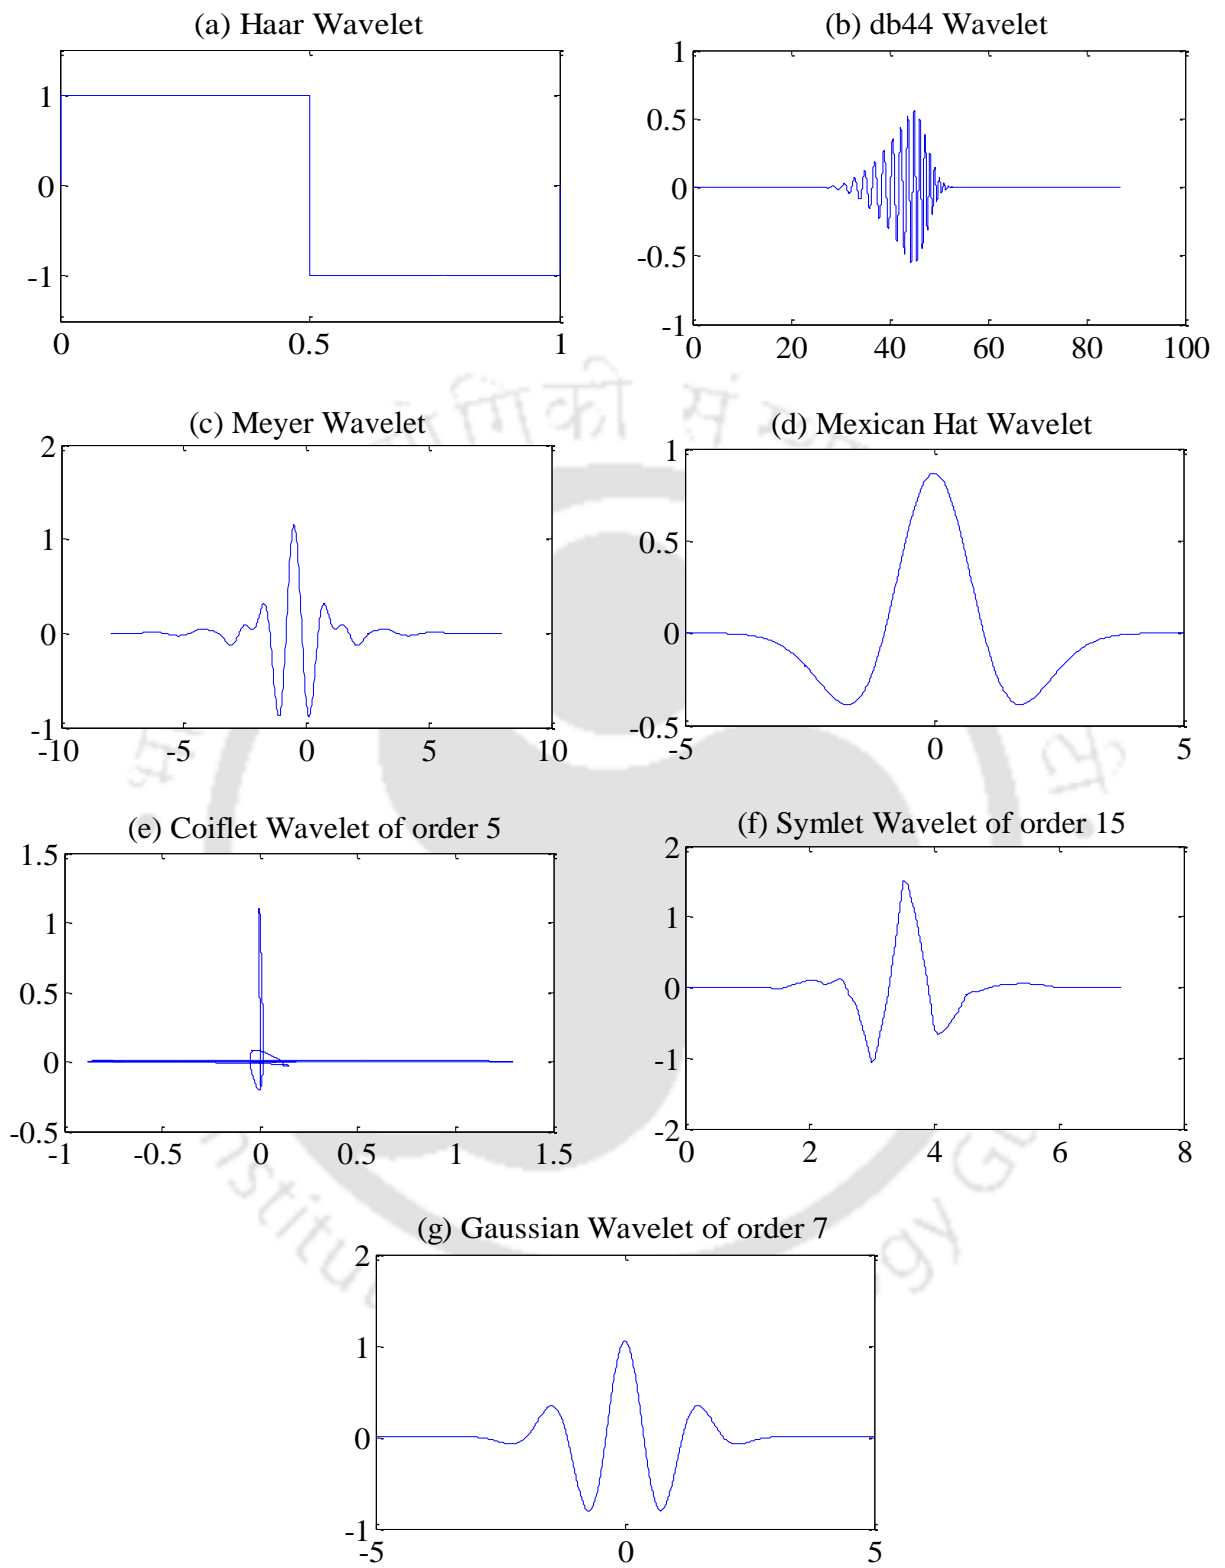 (a) Haar Wavelet
(b) db44 Wavelet
1
0
-1
0 0.5 1
1
0.5
0
-0.5
-1
0 20 40 60 80 100
(c) Meyer Wavelet
(d) Mexican Hat Wavelet
2
1
0
-1
-10 -5 0 5 10
1
0.5
0
-0.5
-5 0 5
(e) Coiflet Wavelet of order 5
(f) Symlet Wavelet of order 15
1.5
1
0.5
0
-0.5
-1 -0.5 0 0.5 1 1.5
2
1
0
-1
-2
0 2 4 6 8
(g) Gaussian Wavelet of order 7
2
1
0
-1
-5 0 5